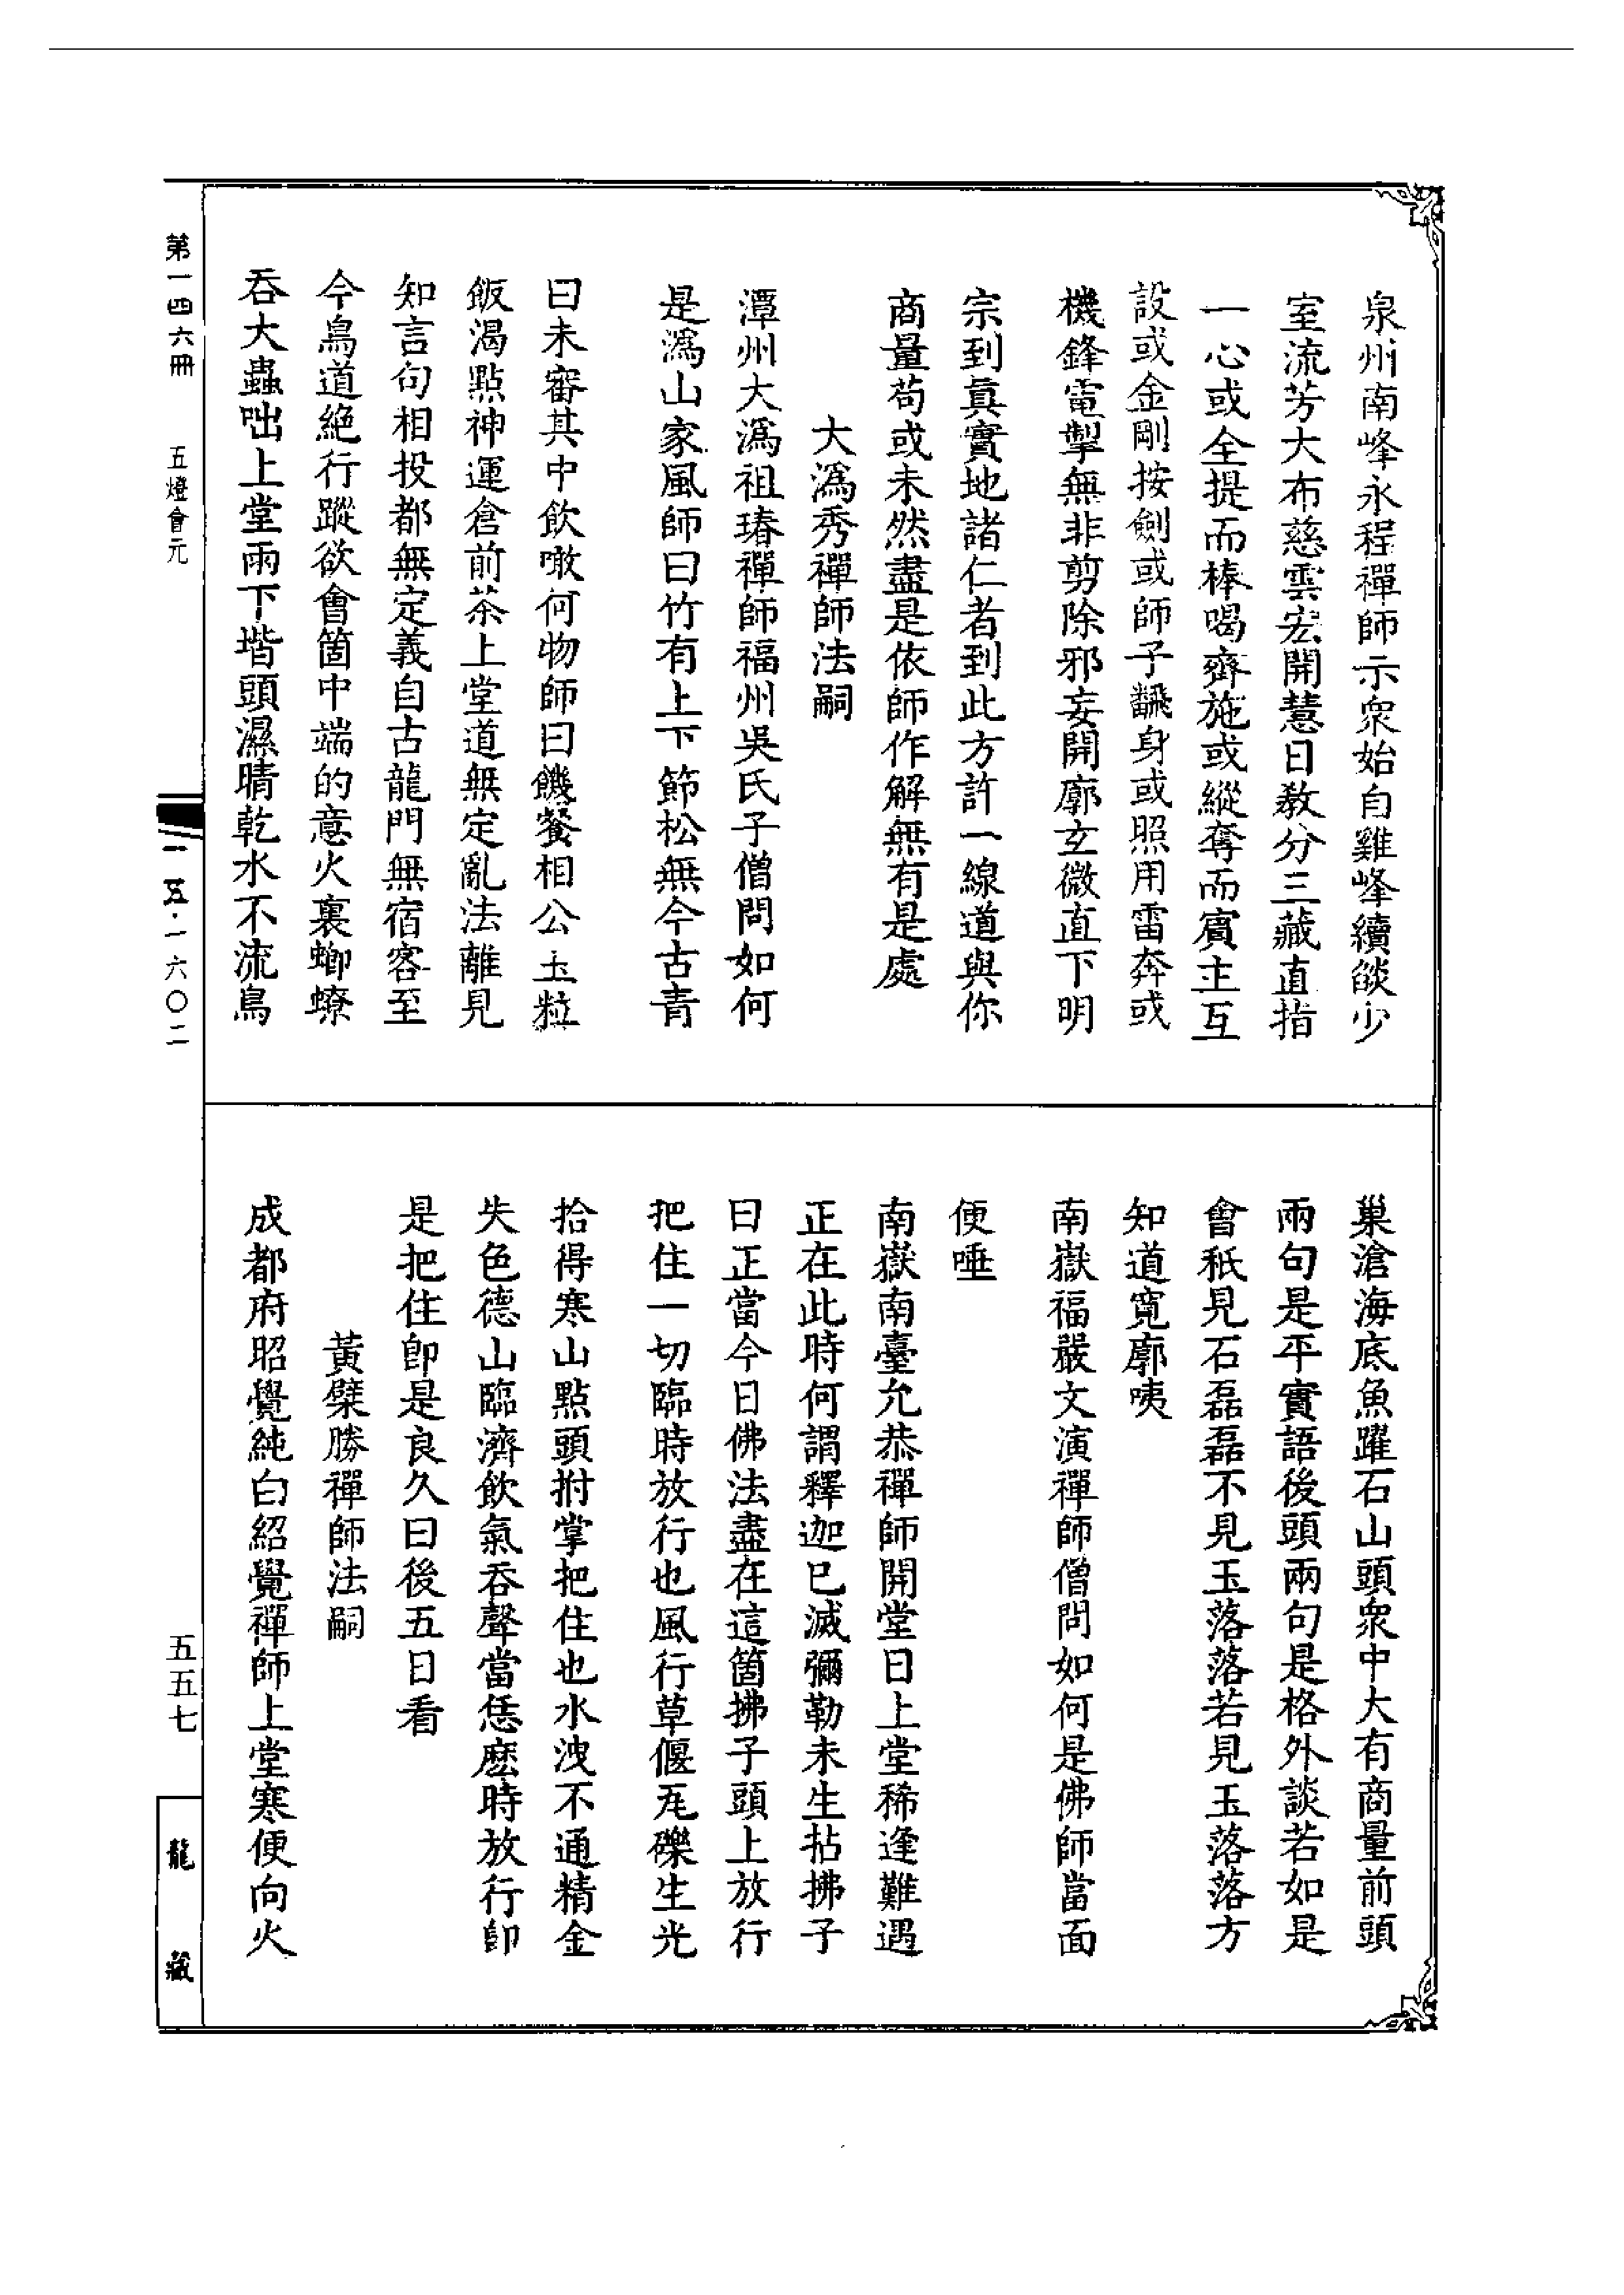 泉州南峰永程禪師示衆始自雞峰續燄少
室流芳大布慈雲宏開慧日敎分三藏直指
一心或全提而棒喝齊施或縱奪而賓主互
設或金剛按劍或師子飜身或照用雷奔或
機鋒電掣無非剪除邪妄開廓玄微直下明
宗到眞實地諸仁者到此方許一線道與你
商量苟或未然盡是依師作解無有是處
大潙秀禪師法嗣
潭州大潙祖瑃禪師福州吳氏子僧問如何
是潙山家風師曰竹有上下節松無今古青
曰未審其中飲噉何物師曰饑餐相公玉粒
飯渴點神運倉前茶上堂道無定亂法離見
知言句相投都無定義自古龍門無宿客至
今鳥道絶行蹤欲會箇中端的意火裏蝍蟟
吞大蟲咄上堂雨下堦頭濕晴乾水不流鳥
巢滄海底魚躍石山頭衆中大有商量前頭
兩句是平實語後頭兩句是格外談若如是
會秖見石磊磊不見玉落落若見玉落落方
知道寬廓咦
南嶽福嚴文演禪師僧問如何是佛師當面
便唾
南嶽南臺允恭禪師開堂日上堂稀逢難遇
正在此時何謂釋迦已滅彌勒未生拈拂子
曰正當今日佛法盡在這箇拂子頭上放行
把住一切臨時放行也風行草偃瓦礫生光
拾得寒山點頭拊掌把住也水洩不通精金
失色德山臨濟飲氣吞聲當恁麽時放行卽
是把住卽是良久曰後五日看
黃檗勝禪師法嗣
成都府昭覺純白紹覺禪師上堂寒便向火
第一四六冊 五燈會元
一五·一六〇二
五五七
龍藏